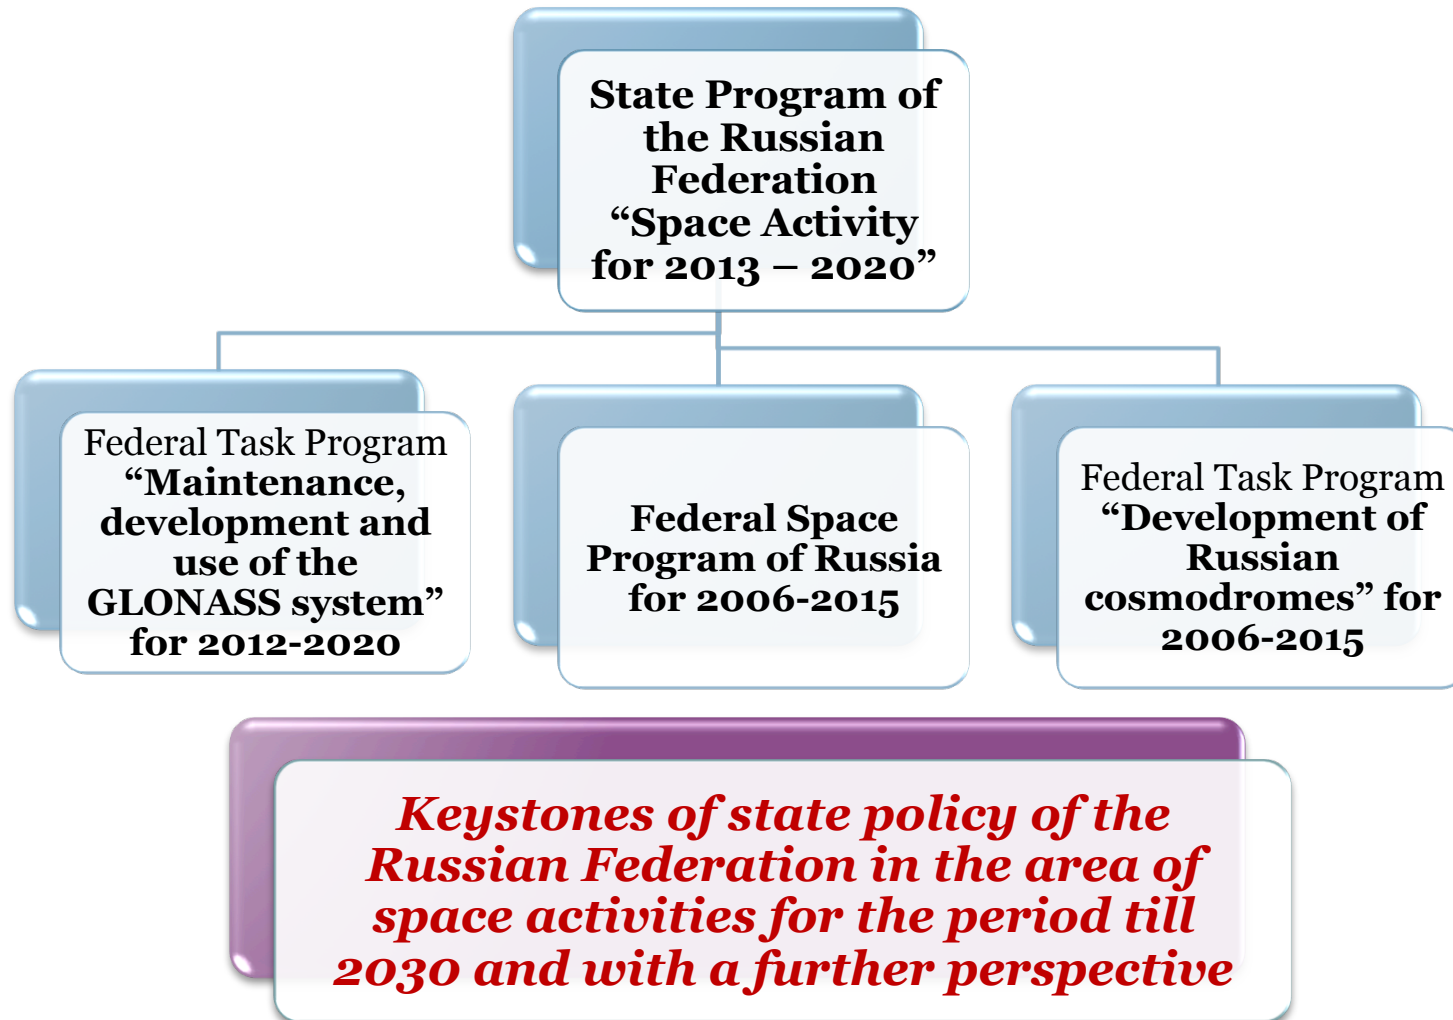 State Program of
the Russian
Federation
“Space Activity
for 2013 – 2020”
Federal Task Program
“Maintenance,
development and
use of the
GLONASS system”
for 2012-2020
Federal Space
Program of Russia
for 2006-2015
Federal Task Program
“Development of
Russian
cosmodromes” for
2006-2015
Keystones of state policy of the
Russian Federation in the area of
space activities for the period till
2030 and with a further perspective